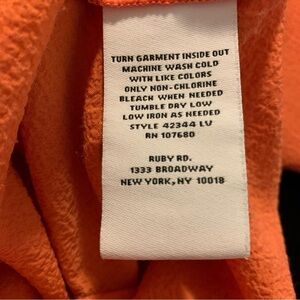 TURN GARMENT INSIDE OUT
MACHINE WASH COLD
WITH LIKE COLORS
ONLY NON-CHLORINE
BLEACH WHEN NEEDED
TUMBLE DRY LOW
LOW IRON AS NEEDED
STYLE 42344 LV
RN 107680
RUBY RD.
1333 BROADWAY
NEW YORK, NY 10018